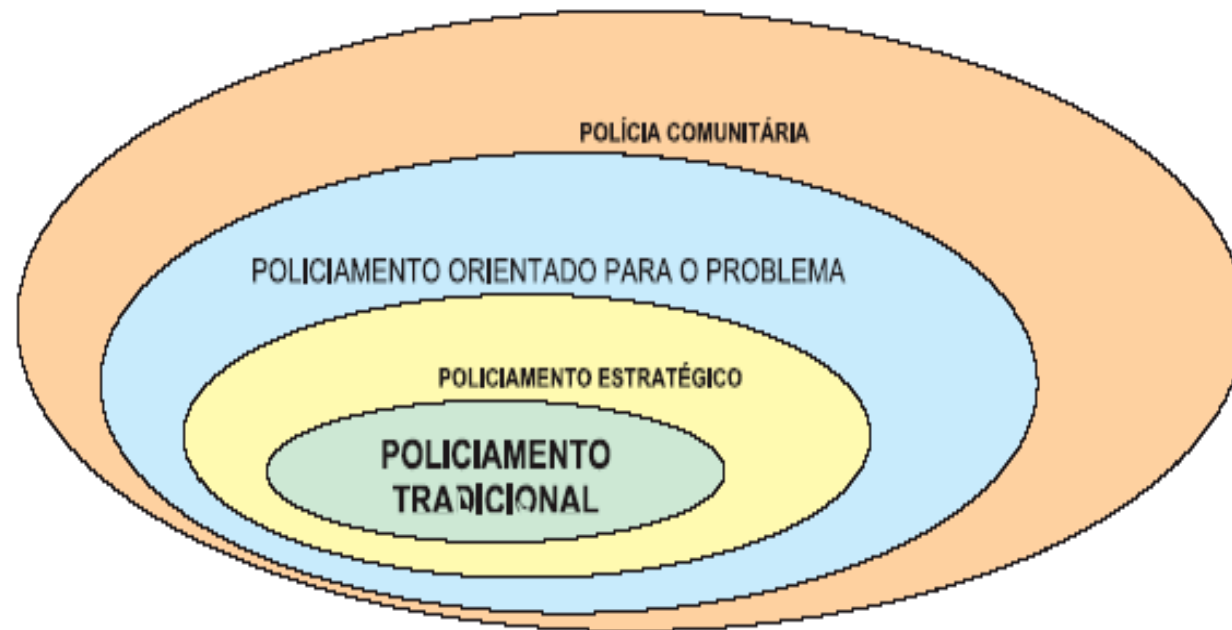 POLÍCIA COMUNITÁRIA
POLICIAMENTO ORIENTADO PARA O PROBLEMA
POLICIAMENTO ESTRATÉGICO
POLICIAMENTO
TRADICIONAL